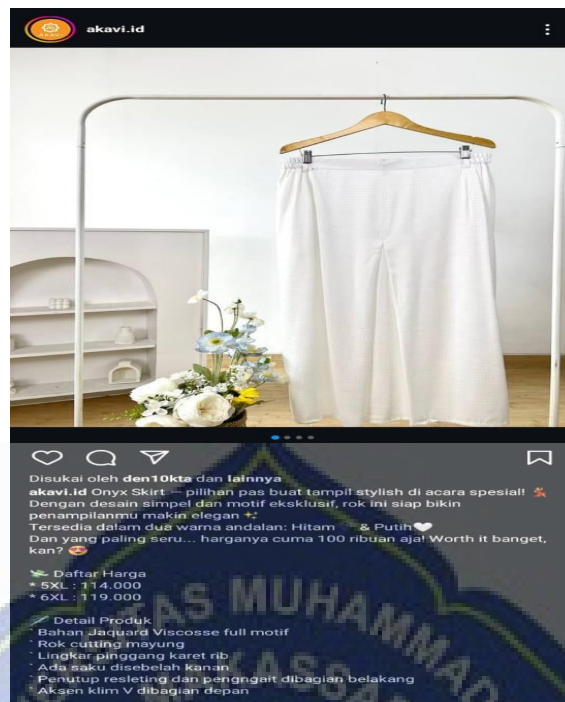 akavi.id
Disukai oleh den10kta dan lainnya
akavi.id Onyx Skirt – pilihan pas buat tampil stylish di acara spesial! 💃
Dengan desain simpel dan motif eksklusif, rok ini siap bikin
penampilanmu makin elegan ✨
Tersedia dalam dua warna andalan: Hitam 🖤 & Putih🤍
Dan yang paling seru... harganya cuma 100 ribuan aja! Worth it banget,
kan? 😍
💸 Daftar Harga
* 5XL : 114.000
* 6XL : 119.000
Detail Produk
` Bahan Jaquard Viscosse full motif
` Rok cutting mayung
` Lingkar pinggang karet rib
` Ada saku disebelah kanan
` Penutup resleting dan pengngait dibagian belakang
` Aksen klim V dibagian depan
MUHAMMAD